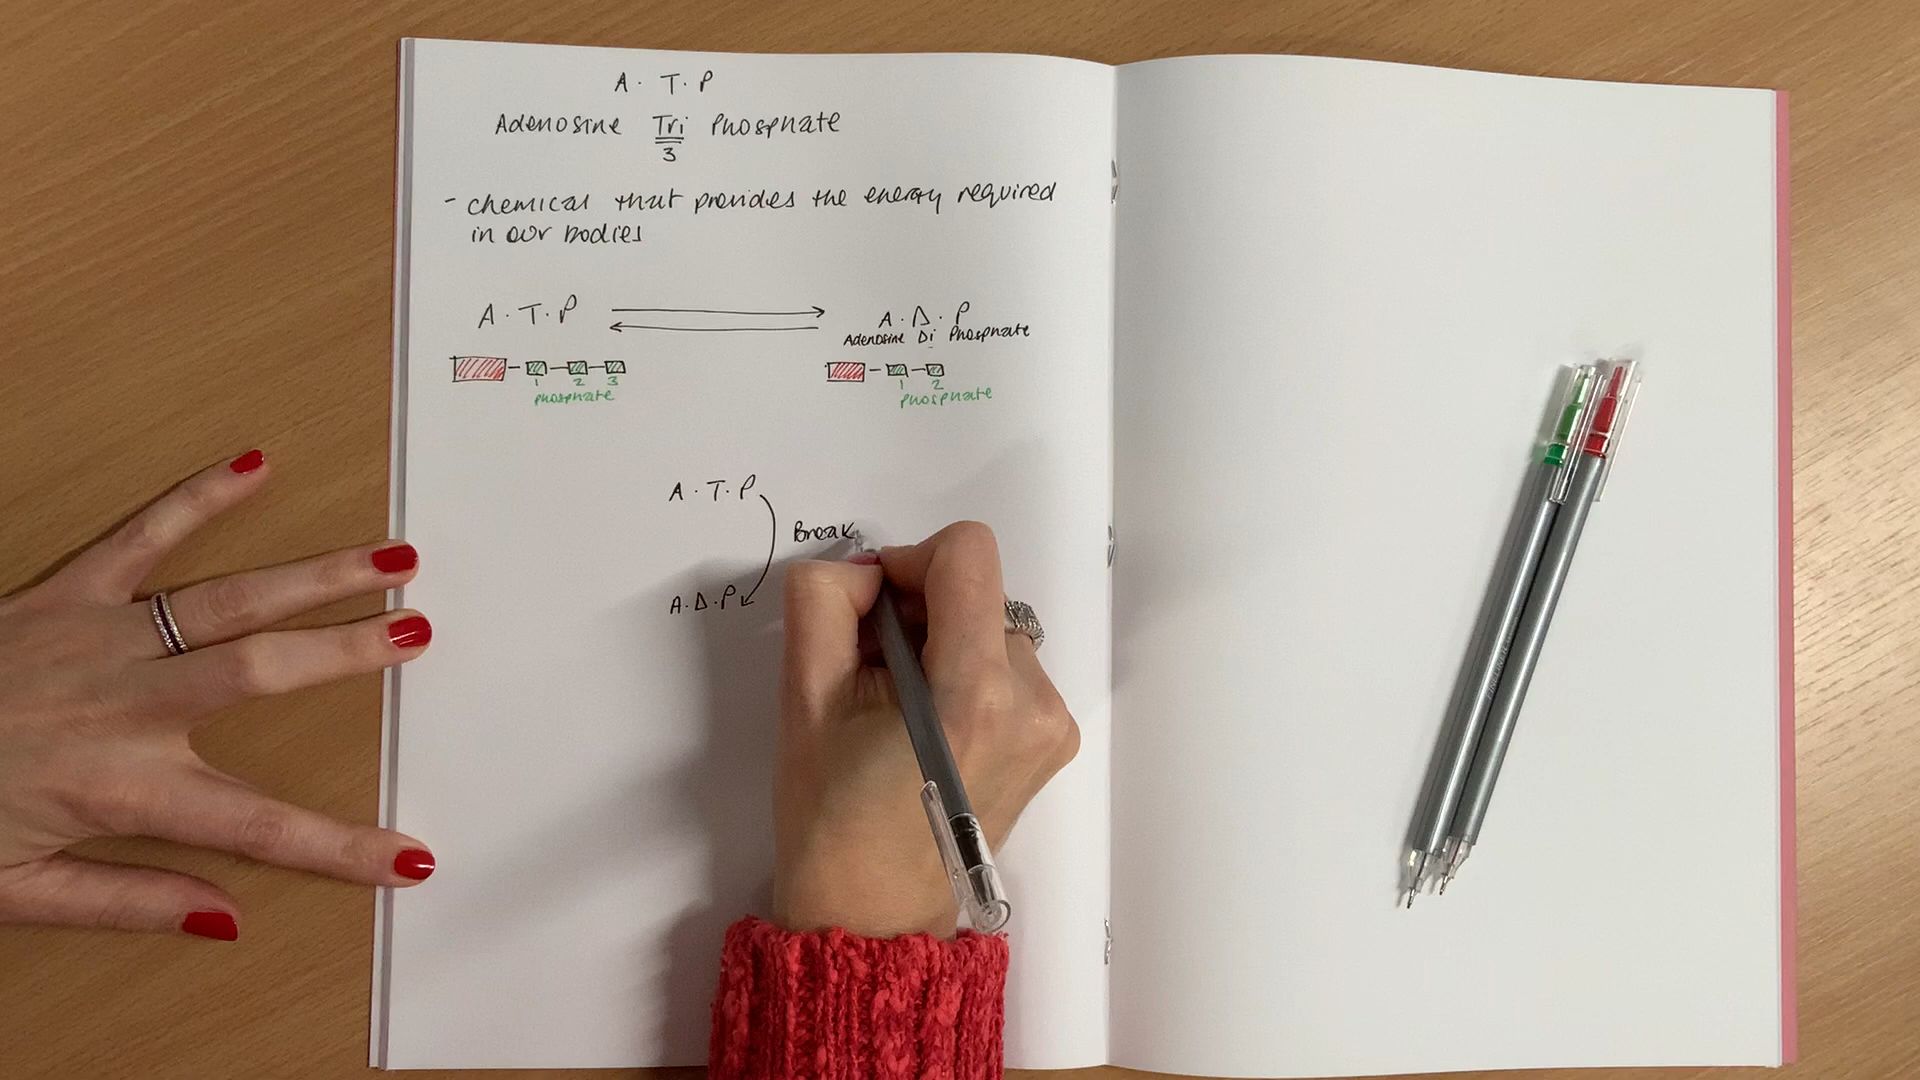 A. T. P
Adenosine Tri Phosphate
3
- chemical that provides the energy required
in our bodies
A. T. P
A. D. P
Adenosine Di Phosphate
1 2 3
phosphate
1 2
phosphate
A. T. P
Break
A. D. P